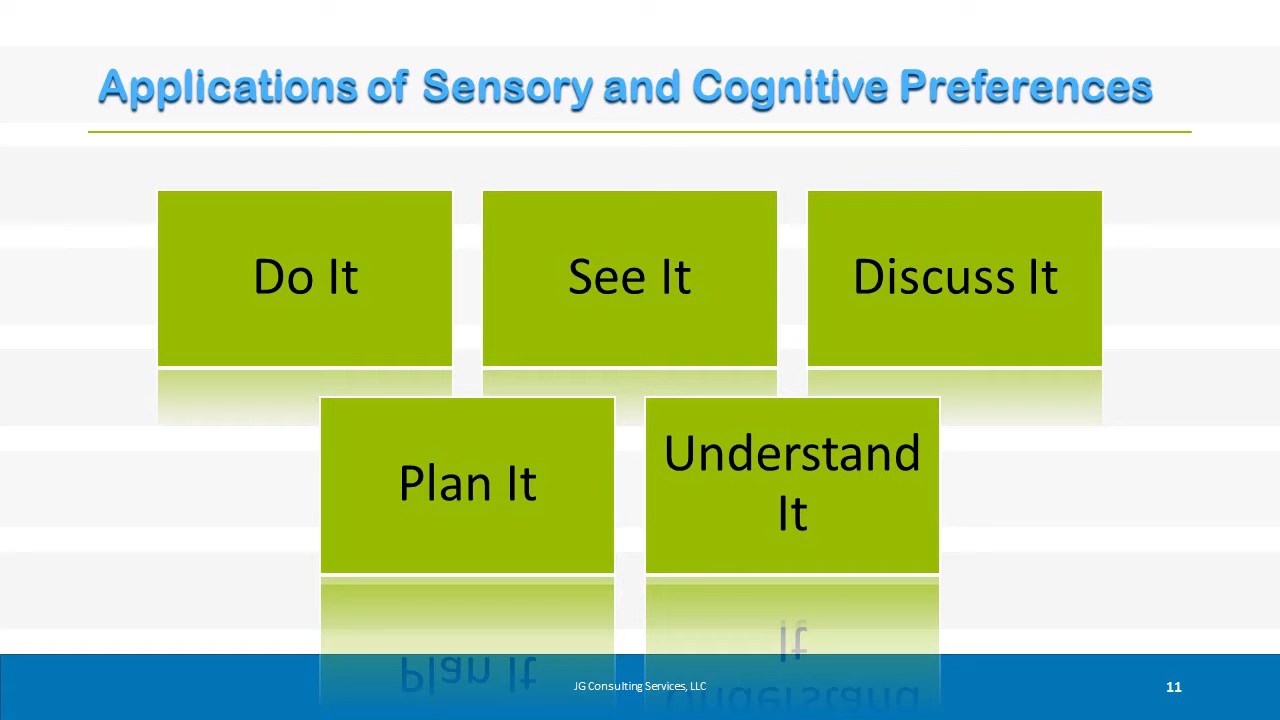 Applications of Sensory and Cognitive Preferences
Do It
See It
Discuss It
Plan It
Understand
It
JG Consulting Services, LLC
11